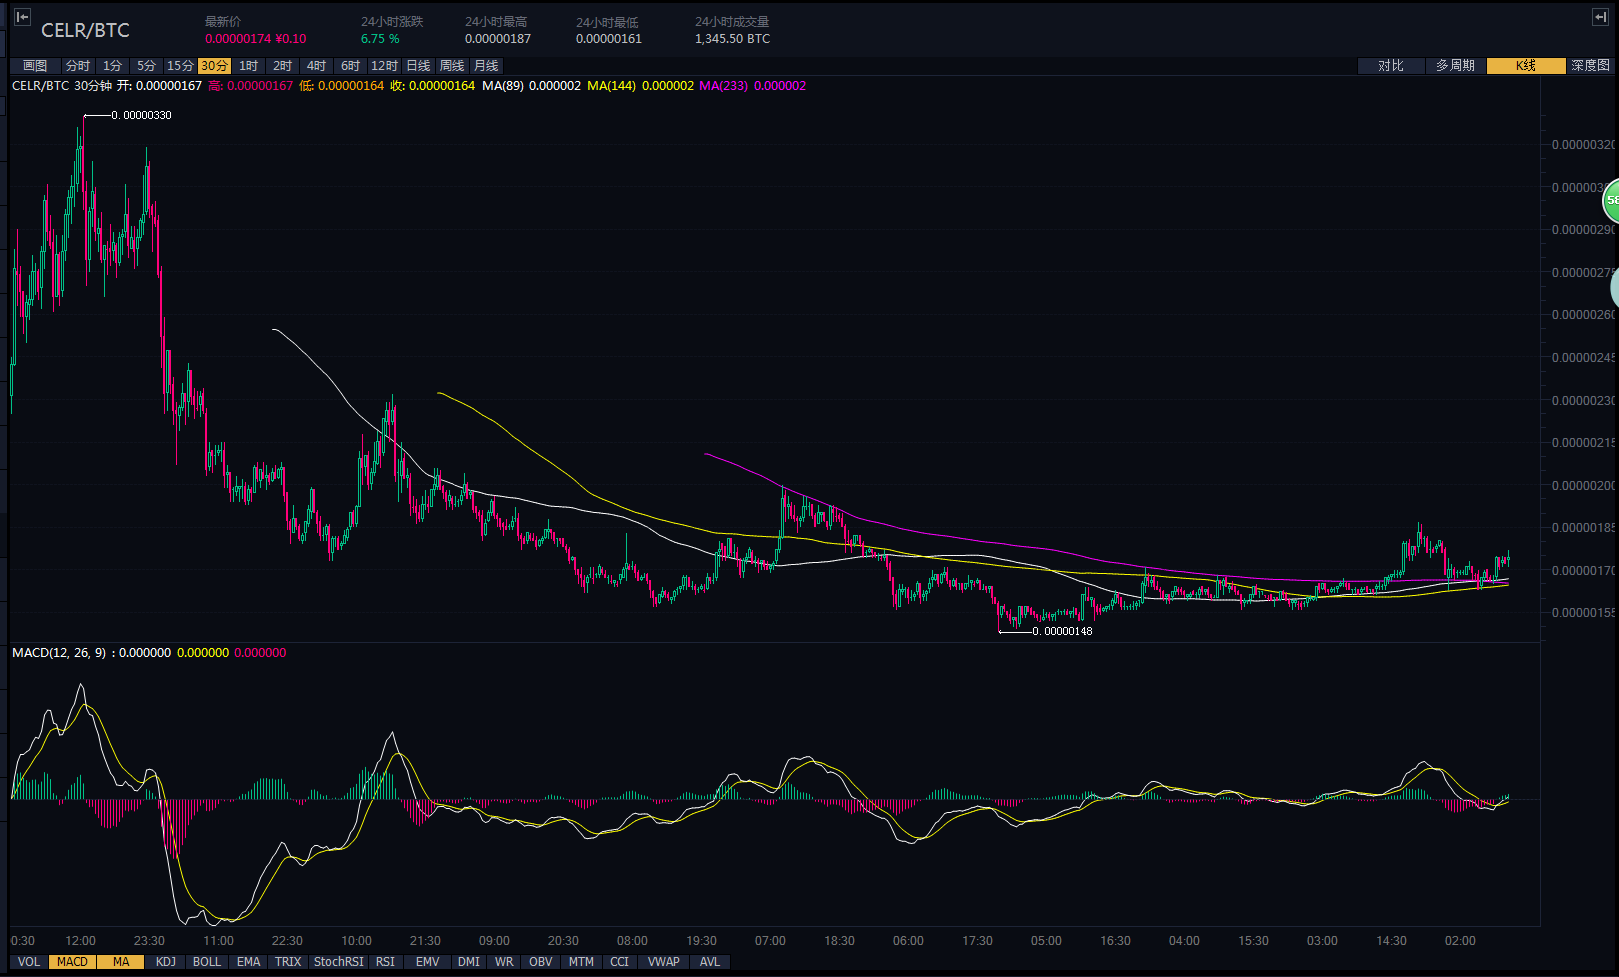 CELR/BTC
最新价 24小时涨跌 24小时最高 24小时最低 24小时成交量
0.00000174 ¥0.10 6.75 % 0.00000187 0.00000161 1,345.50 BTC
画图 分时 1分 5分 15分 30分 1时 2时 4时 6时 12时 日线 周线 月线 对比 多周期 K线 深度图
CELR/BTC 30分钟 开: 0.00000167 高: 0.00000167 低: 0.00000164 收: 0.00000164 MA(89) 0.000002 MA(144) 0.000002 MA(233) 0.000002
0.00000330
0.00000320
0.0000030
58
0.00000290
0.00000275
0.00000260
0.00000245
0.00000230
0.00000215
0.00000200
0.00000185
0.00000170
0.00000155
0.00000148
MACD(12, 26, 9) : 0.000000 0.000000 0.000000
0:30 12:00 23:30 11:00 22:30 10:00 21:30 09:00 20:30 08:00 19:30 07:00 18:30 06:00 17:30 05:00 16:30 04:00 15:30 03:00 14:30 02:00
VOL MACD MA KDJ BOLL EMA TRIX StochRSI RSI EMV DMI WR OBV MTM CCI VWAP AVL